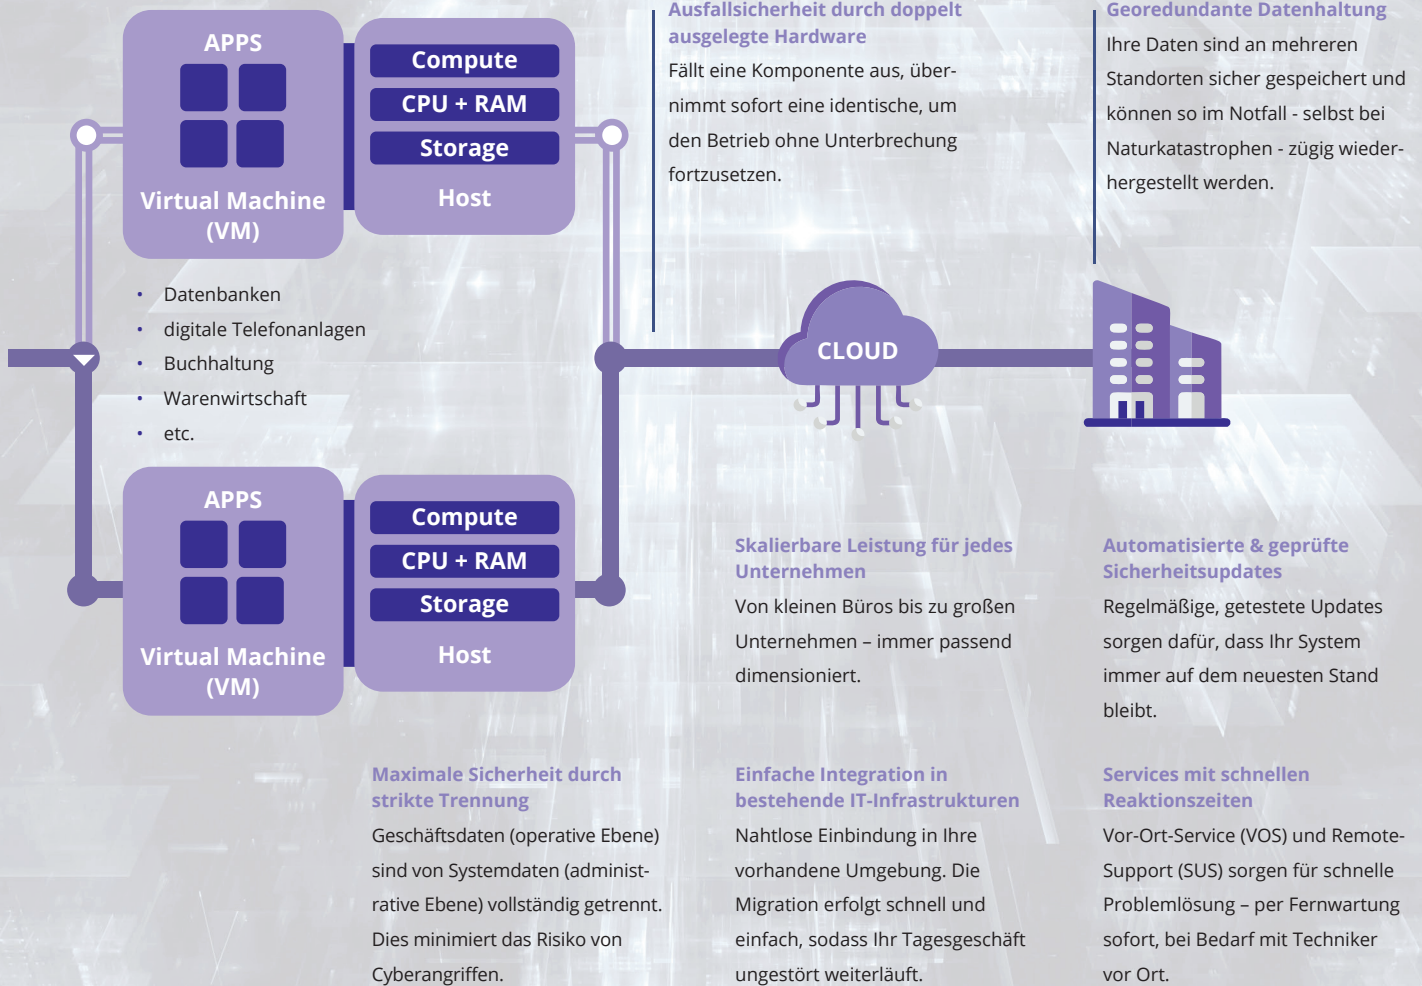 APPS
Virtual Machine
(VM)
Compute
CPU + RAM
Storage
Host
• Datenbanken
• digitale Telefonanlagen
• Buchhaltung
• Warenwirtschaft
• etc.
APPS
Virtual Machine
(VM)
Compute
CPU + RAM
Storage
Host
Ausfallsicherheit durch doppelt
ausgelegte Hardware
Fällt eine Komponente aus, über-
nimmt sofort eine identische, um
den Betrieb ohne Unterbrechung
fortzusetzen.
Georedundante Datenhaltung
Ihre Daten sind an mehreren
Standorten sicher gespeichert und
können so im Notfall - selbst bei
Naturkatastrophen - zügig wieder-
hergestellt werden.
CLOUD
Skalierbare Leistung für jedes
Unternehmen
Von kleinen Büros bis zu großen
Unternehmen – immer passend
dimensioniert.
Automatisierte & geprüfte
Sicherheitsupdates
Regelmäßige, getestete Updates
sorgen dafür, dass Ihr System
immer auf dem neuesten Stand
bleibt.
Maximale Sicherheit durch
strikte Trennung
Geschäftsdaten (operative Ebene)
sind von Systemdaten (administ-
rative Ebene) vollständig getrennt.
Dies minimiert das Risiko von
Cyberangriffen.
Einfache Integration in
bestehende IT-Infrastrukturen
Nahtlose Einbindung in Ihre
vorhandene Umgebung. Die
Migration erfolgt schnell und
einfach, sodass Ihr Tagesgeschäft
ungestört weiterläuft.
Services mit schnellen
Reaktionszeiten
Vor-Ort-Service (VOS) und Remote-
Support (SUS) sorgen für schnelle
Problemlösung – per Fernwartung
sofort, bei Bedarf mit Techniker
vor Ort.